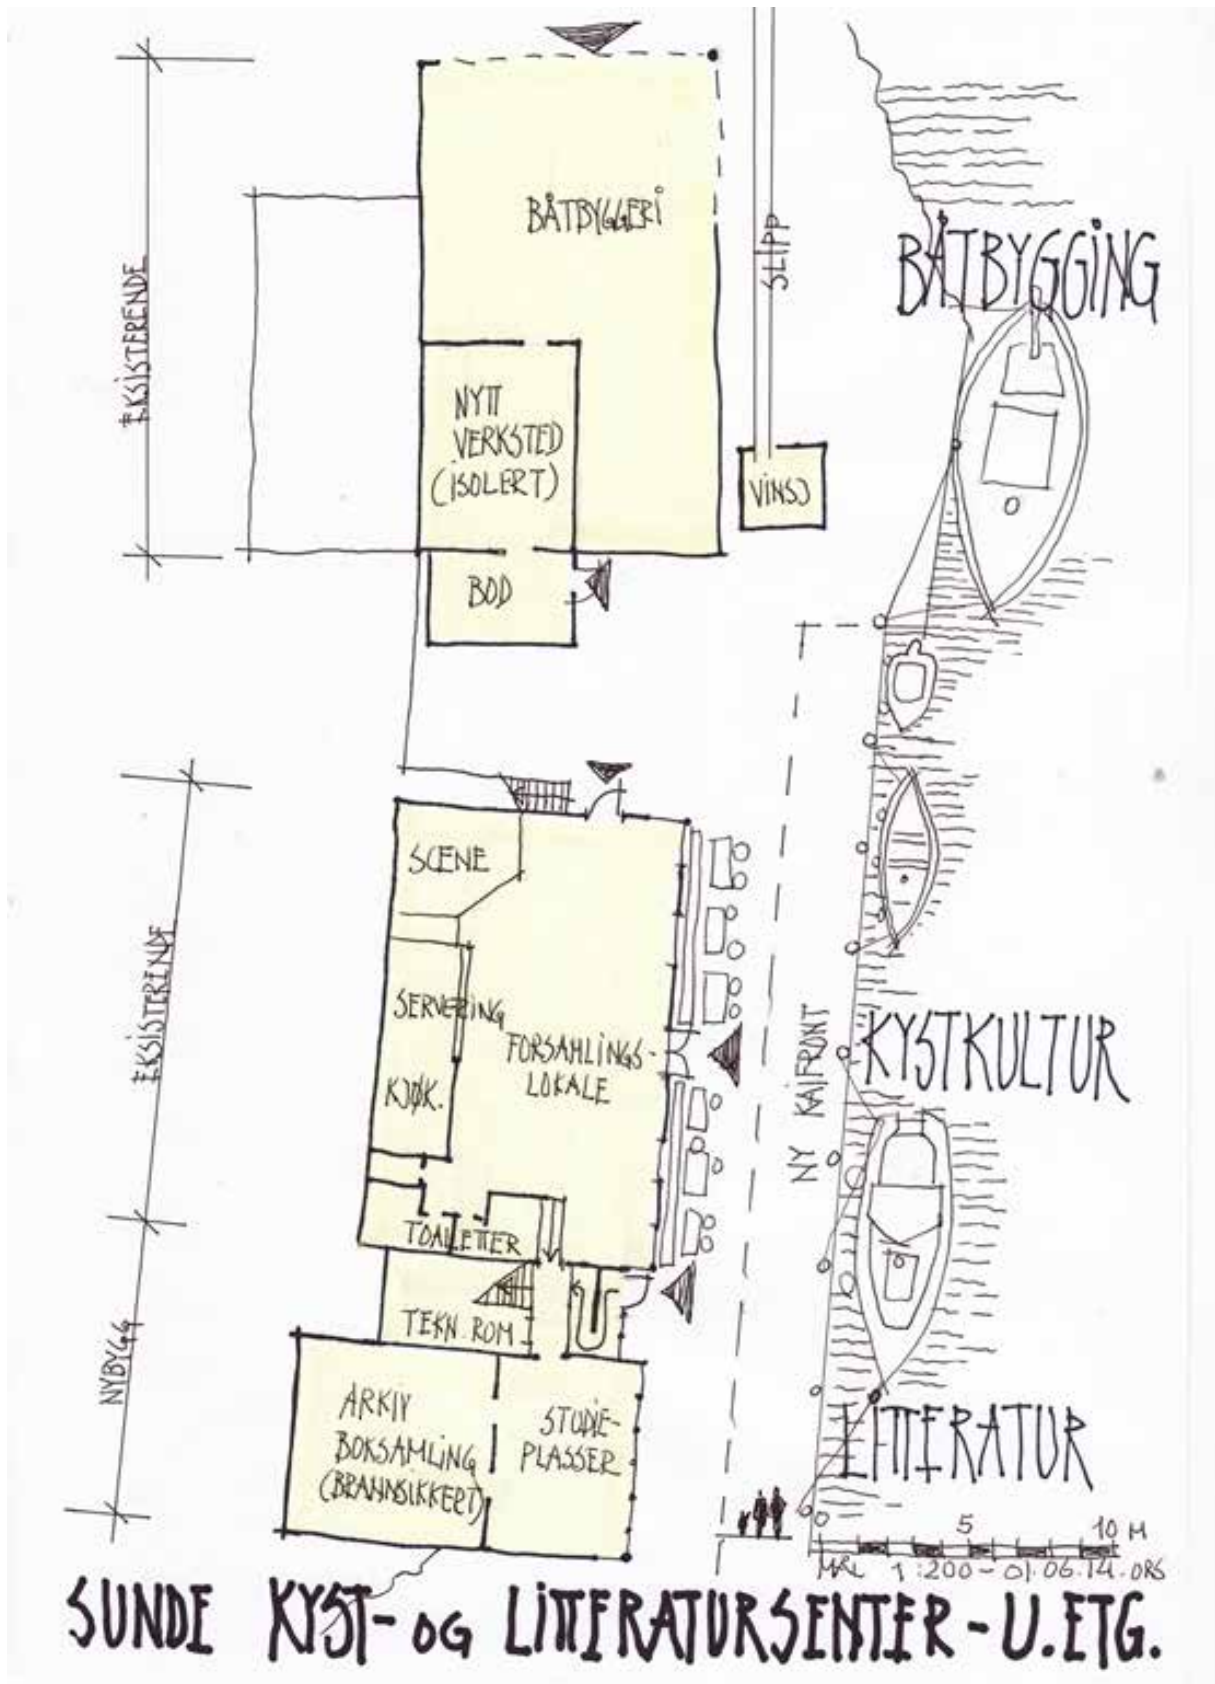 BÅTBYGGERI
SLIPP
BÅTBYGGING
EKSISTERENDE
NYTT
VERKSTED
(ISOLERT)
VINSJ
BOD
SCENE
EKSISTERENDE
SERVERING
FORSAMLINGS-
LOKALE
KJØK.
NY KAIFRONT
KYSTKULTUR
TOALETTER
TEKN. ROM
NYBYGG
ARKIV
BOKSAMLING
(BRANNSIKKERT)
STUDIE-
PLASSER
LITTERATUR
5 10 M
1:200 - 01.06.14. ORS
SUNDE KYST- OG LITTERATURSENTER - U. ETG.